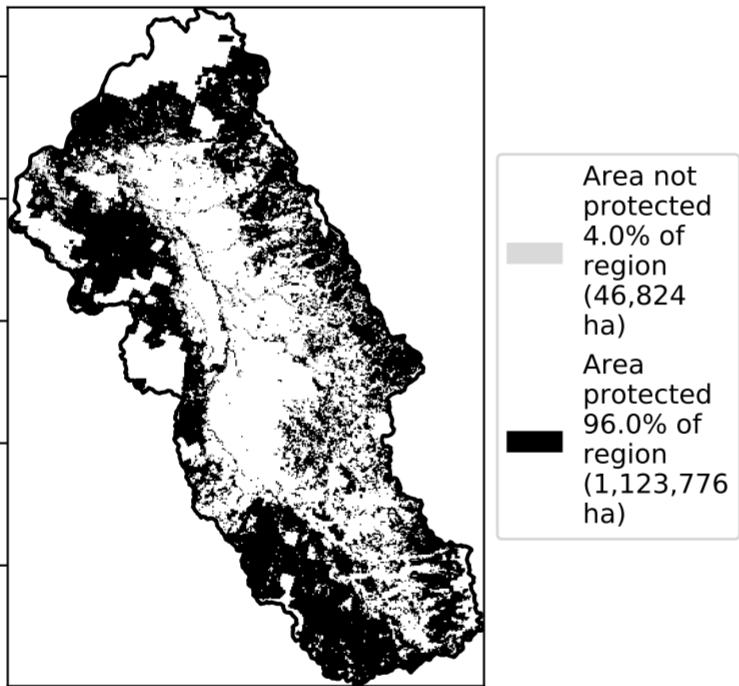 Area not
protected
4.0% of
region
(46,824
ha)
Area
protected
96.0% of
region
(1,123,776
ha)